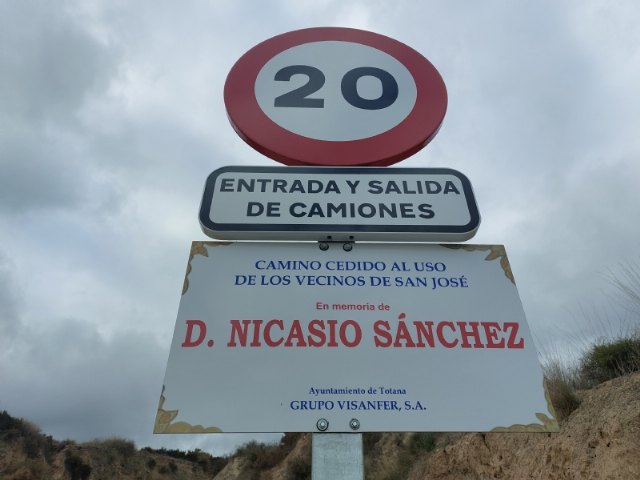 20
ENTRADA Y SALIDA
DE CAMIONES
CAMINO CEDIDO AL USO
DE LOS VECINOS DE SAN JOSÉ
En memoria de
D. NICASIO SÁNCHEZ
Ayuntamiento de Totana
GRUPO VISANFER, S.A.